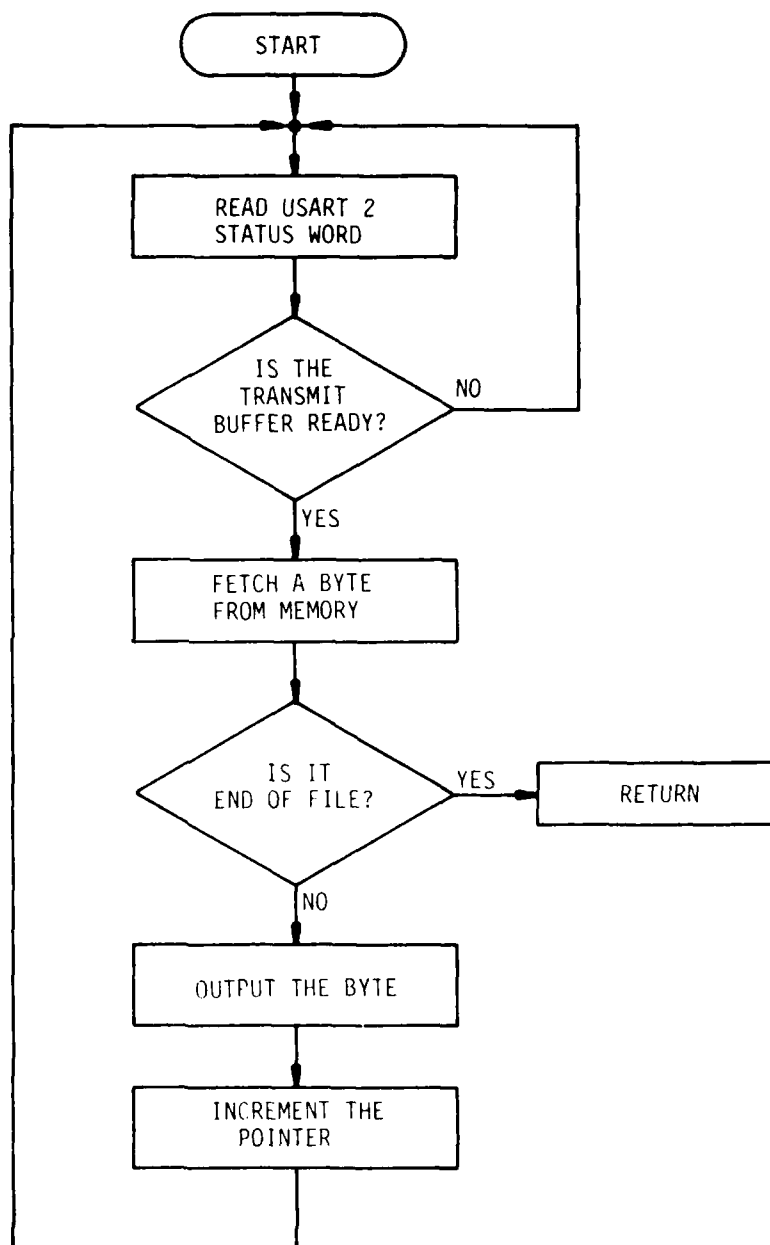 START
READ USART 2
STATUS WORD
IS THE
TRANSMIT
BUFFER READY?
NO
YES
FETCH A BYTE
FROM MEMORY
IS IT
END OF FILE?
YES
RETURN
NO
OUTPUT THE BYTE
INCREMENT THE
POINTER